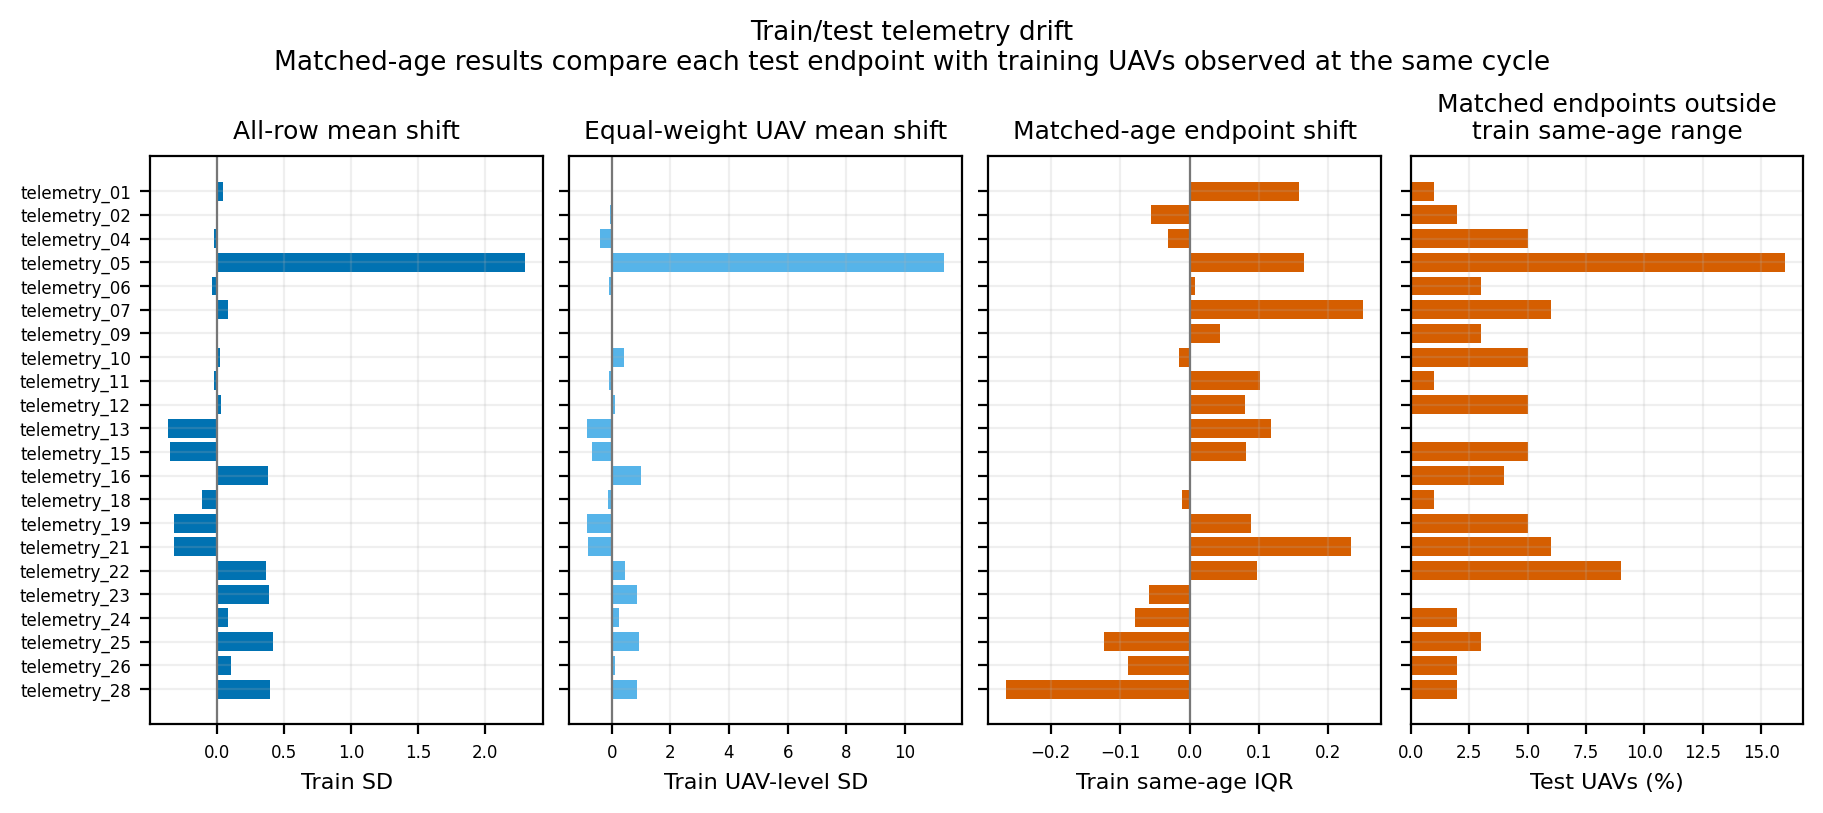 Train/test telemetry drift
Matched-age results compare each test endpoint with training UAVs observed at the same cycle
All-row mean shift
Equal-weight UAV mean shift
Matched-age endpoint shift
Matched endpoints outside
train same-age range
telemetry_01
telemetry_02
telemetry_04
telemetry_05
telemetry_06
telemetry_07
telemetry_09
telemetry_10
telemetry_11
telemetry_12
telemetry_13
telemetry_15
telemetry_16
telemetry_18
telemetry_19
telemetry_21
telemetry_22
telemetry_23
telemetry_24
telemetry_25
telemetry_26
telemetry_28
0.0 0.5 1.0 1.5 2.0
Train SD
0 2 4 6 8 10
Train UAV-level SD
−0.2 −0.1 0.0 0.1 0.2
Train same-age IQR
0.0 2.5 5.0 7.5 10.0 12.5 15.0
Test UAVs (%)